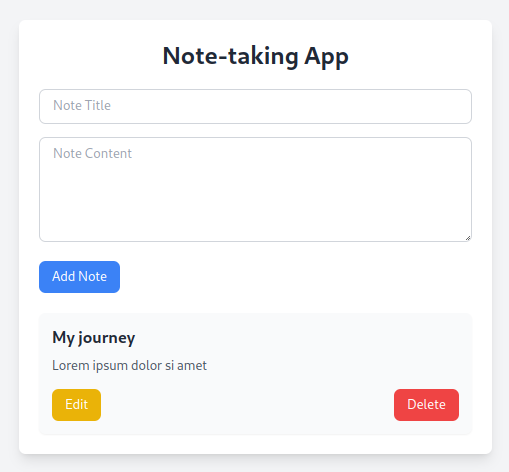 Note-taking App
Note Title
Note Content
Add Note
My journey
Lorem ipsum dolor si amet
Edit
Delete